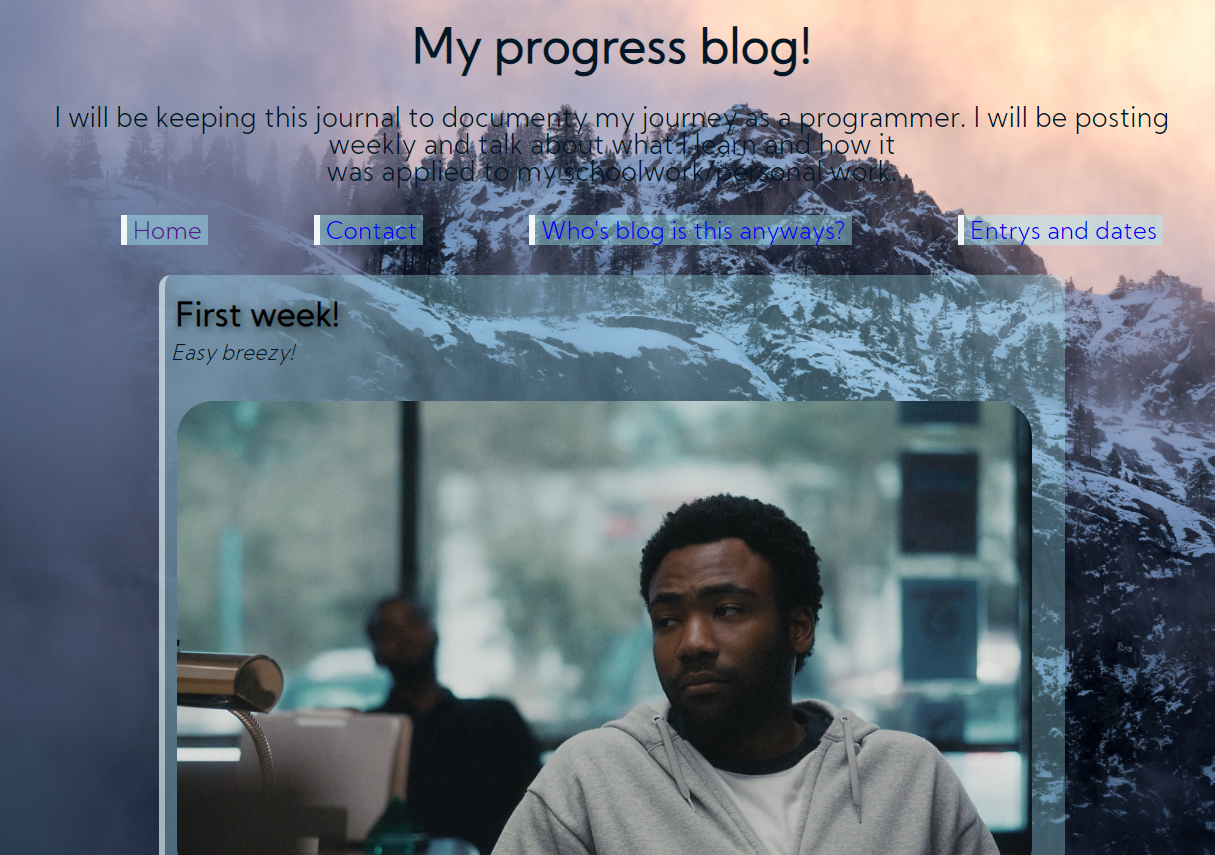 My progress blog!
I will be keeping this journal to documenty my journey as a programmer. I will be posting
weekly and talk about what I learn and how it
was applied to my schoolwork/personal work.
Home
Contact
Who's blog is this anyways?
Entrys and dates
First week!
Easy breezy!